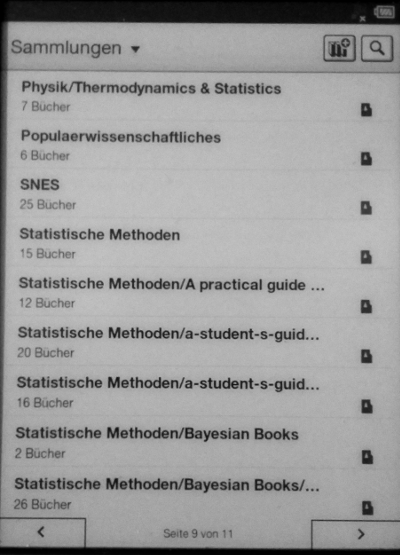 Sammlungen
Physik/Thermodynamics & Statistics
7 Bücher
Populaerwissenschaftliches
6 Bücher
SNES
25 Bücher
Statistische Methoden
15 Bücher
Statistische Methoden/A practical guide ...
12 Bücher
Statistische Methoden/a-student-s-guid...
20 Bücher
Statistische Methoden/a-student-s-guid...
16 Bücher
Statistische Methoden/Bayesian Books
2 Bücher
Statistische Methoden/Bayesian Books/...
26 Bücher
Seite 9 von 11